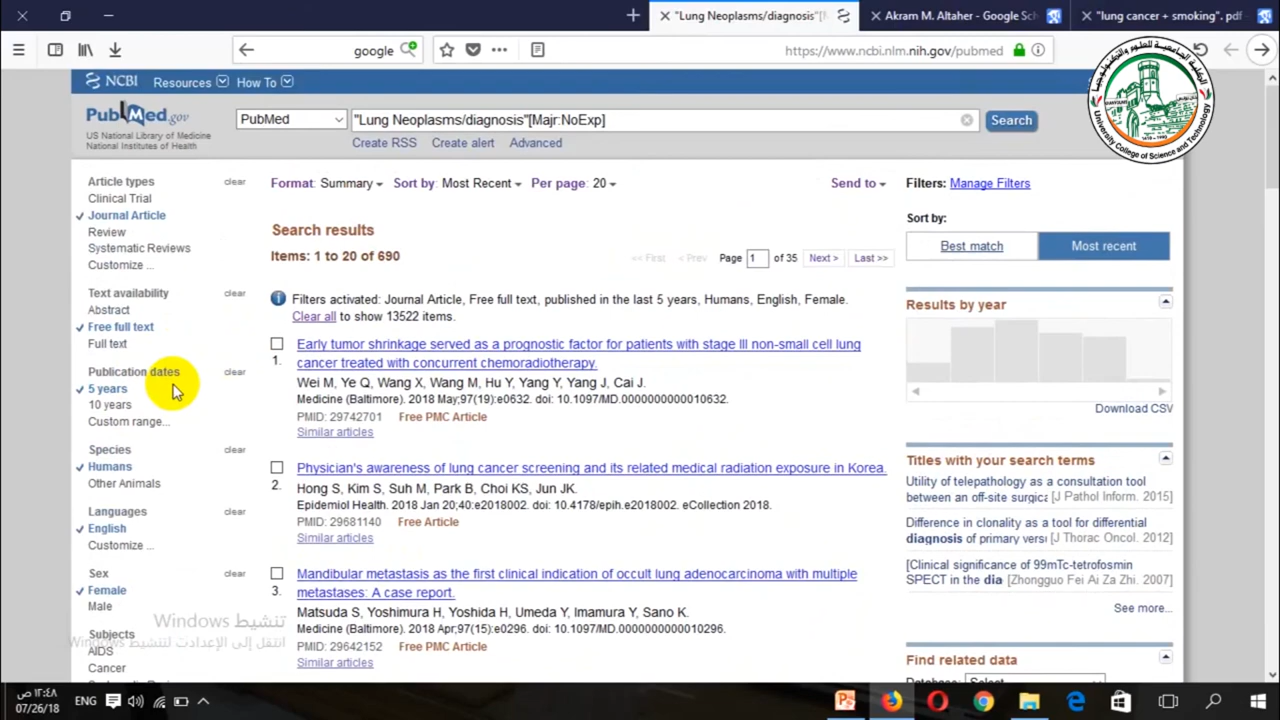 "Lung Neoplasms/diagnosis"[M
Akram M. Altaher - Google Sch
"lung cancer + smoking". pdf -
google
https://www.ncbi.nlm.nih.gov/pubmed
NCBI Resources How To
PubMed.gov
US National Library of Medicine
National Institutes of Health
PubMed
"Lung Neoplasms/diagnosis"[Majr:NoExp]
Search
Create RSS Create alert Advanced
الكلية الجامعية للعلوم والتكنولوجيا
University College of Science and Technology
Article types clear
Clinical Trial
Journal Article
Review
Systematic Reviews
Customize ...
Text availability clear
Abstract
Free full text
Full text
Publication dates clear
5 years
10 years
Custom range...
Species clear
Humans
Other Animals
Languages clear
English
Customize ...
Sex clear
Female
Male
Subjects
AIDS
Cancer
Format: Summary Sort by: Most Recent Per page: 20 Send to
Search results
Items: 1 to 20 of 690
<< First < Prev Page 1 of 35 Next > Last >>
Filters activated: Journal Article, Free full text, published in the last 5 years, Humans, English, Female.
Clear all to show 13522 items.
1.
Early tumor shrinkage served as a prognostic factor for patients with stage III non-small cell lung
cancer treated with concurrent chemoradiotherapy.
Wei M, Ye Q, Wang X, Wang M, Hu Y, Yang Y, Yang J, Cai J.
Medicine (Baltimore). 2018 May;97(19):e0632. doi: 10.1097/MD.0000000000010632.
PMID: 29742701 Free PMC Article
Similar articles
2.
Physician's awareness of lung cancer screening and its related medical radiation exposure in Korea.
Hong S, Kim S, Suh M, Park B, Choi KS, Jun JK.
Epidemiol Health. 2018 Jan 20;40:e2018002. doi: 10.4178/epih.e2018002. eCollection 2018.
PMID: 29681140 Free Article
Similar articles
3.
Mandibular metastasis as the first clinical indication of occult lung adenocarcinoma with multiple
metastases: A case report.
Matsuda S, Yoshimura H, Yoshida H, Umeda Y, Imamura Y, Sano K.
Medicine (Baltimore). 2018 Apr;97(15):e0296. doi: 10.1097/MD.0000000000010296.
PMID: 29642152 Free PMC Article
Similar articles
Filters: Manage Filters
Sort by:
Best match Most recent
Results by year
Download CSV
Titles with your search terms
Utility of telepathology as a consultation tool
between an off-site surgica [J Pathol Inform. 2015]
Difference in clonality as a tool for differential
diagnosis of primary versu [J Thorac Oncol. 2012]
[Clinical significance of 99mTc-tetrofosmin
SPECT in the dia [Zhongguo Fei Ai Za Zhi. 2007]
See more...
Find related data
Database: Select
تنشيط Windows
انتقل إلى الإعدادت لتنشيط Windows
١٢:٤٨ ص
07/26/18
ENG